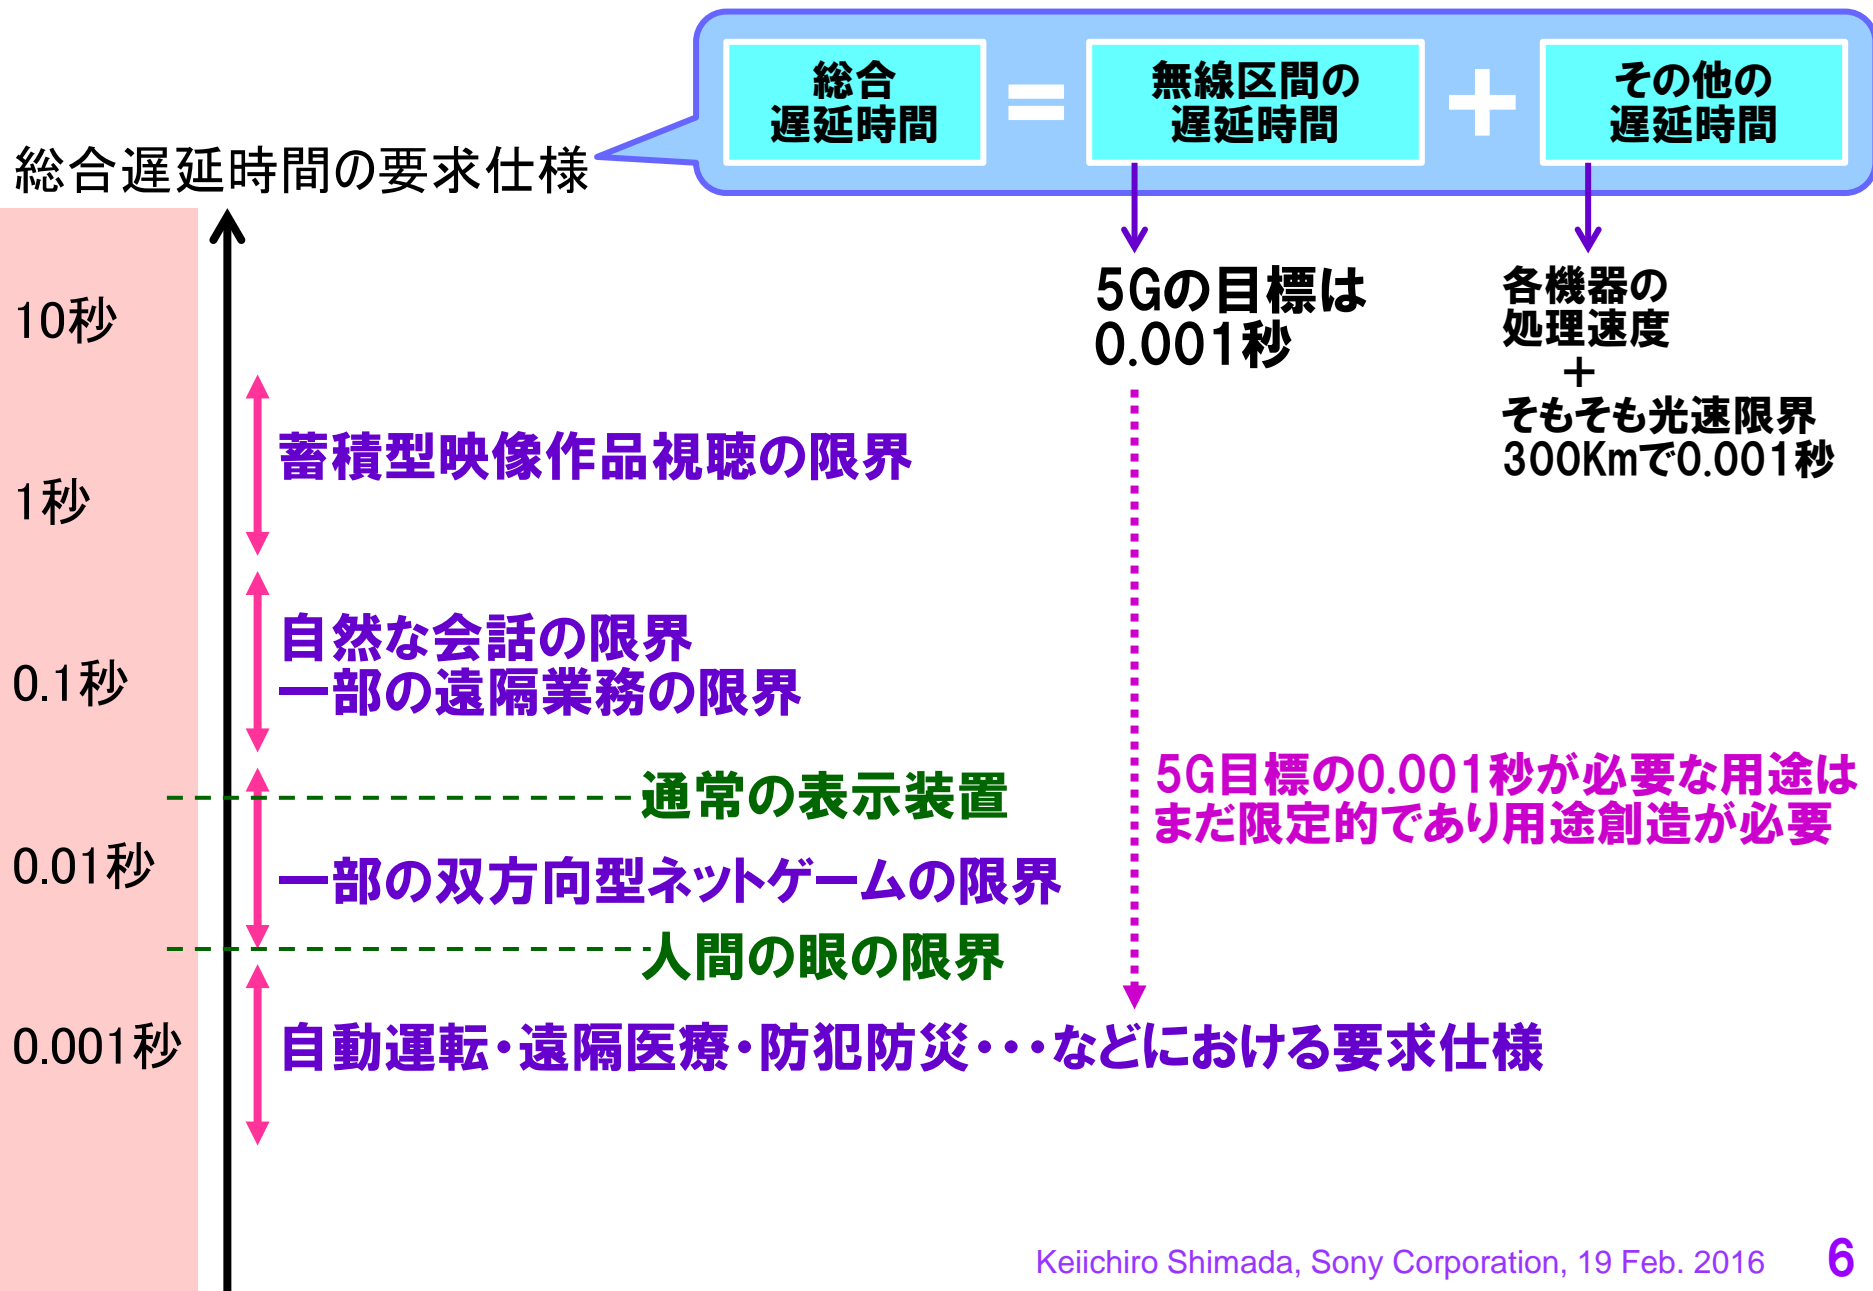 総合
遅延時間
=
無線区間の
遅延時間
+
その他の
遅延時間
総合遅延時間の要求仕様
5Gの目標は
0.001秒
各機器の
処理速度
+
そもそも光速限界
300Kmで0.001秒
10秒
蓄積型映像作品視聴の限界
1秒
自然な会話の限界
一部の遠隔業務の限界
0.1秒
通常の表示装置
5G目標の0.001秒が必要な用途は
まだ限定的であり用途創造が必要
0.01秒
一部の双方向型ネットゲームの限界
人間の眼の限界
0.001秒
自動運転・遠隔医療・防犯防災・・・などにおける要求仕様
Keiichiro Shimada, Sony Corporation, 19 Feb. 2016
6